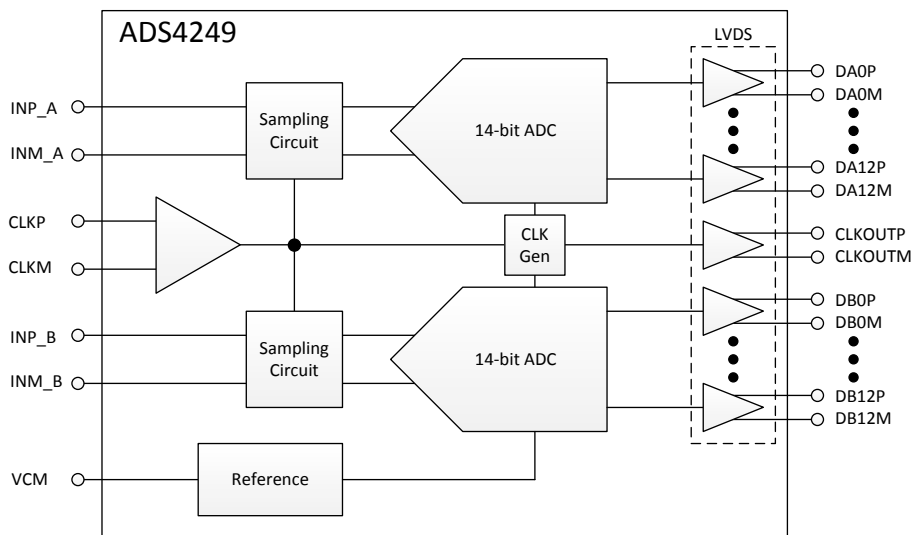 ADS4249
LVDS
INP_A
INM_A
Sampling
Circuit
14-bit ADC
DA0P
DA0M
DA12P
DA12M
CLKP
CLKM
CLK
Gen
CLKOUTP
CLKOUTM
INP_B
INM_B
Sampling
Circuit
14-bit ADC
DB0P
DB0M
DB12P
DB12M
VCM
Reference